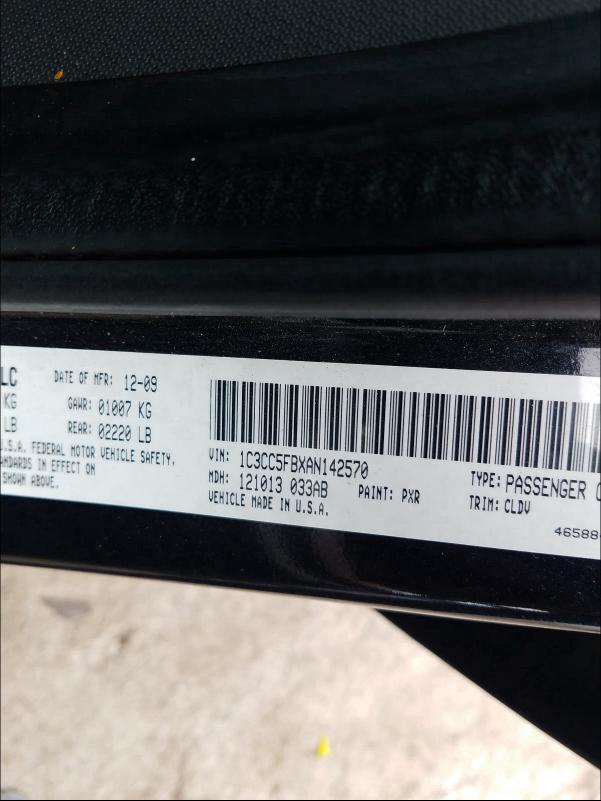 LC DATE OF MFR: 12-09
KG GAWR: 01007 KG
LB REAR: 02220 LB
U.S.A. FEDERAL MOTOR VEHICLE SAFETY,
STANDARDS IN EFFECT ON
SHOWN ABOVE.
VIN: 1C3CC5FBXAN142570
MDH: 121013 033AB PAINT: PXR
VEHICLE MADE IN U.S.A.
TYPE: PASSENGER
TRIM: CLDV
46588